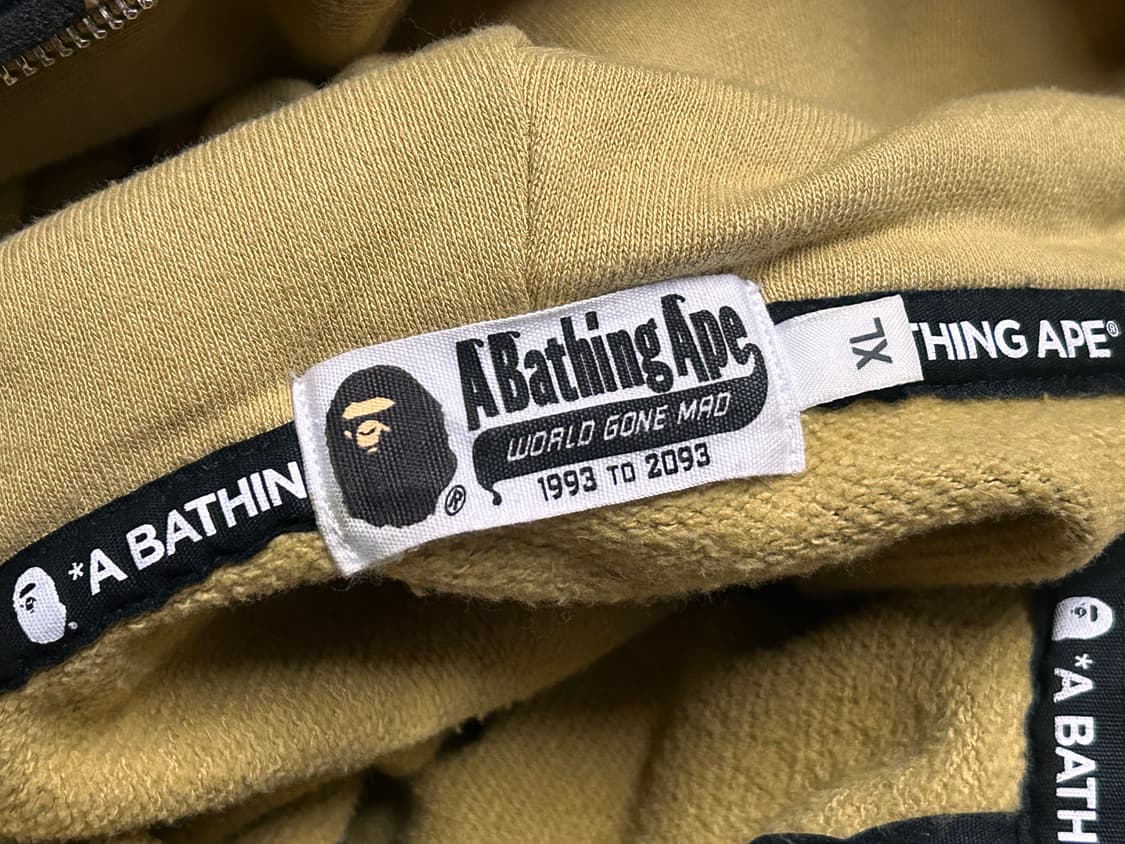 A Bathing Ape
WORLD GONE MAD
1993 TO 2093
®
XL
*A BATHIN
THING APE®
*A BATH